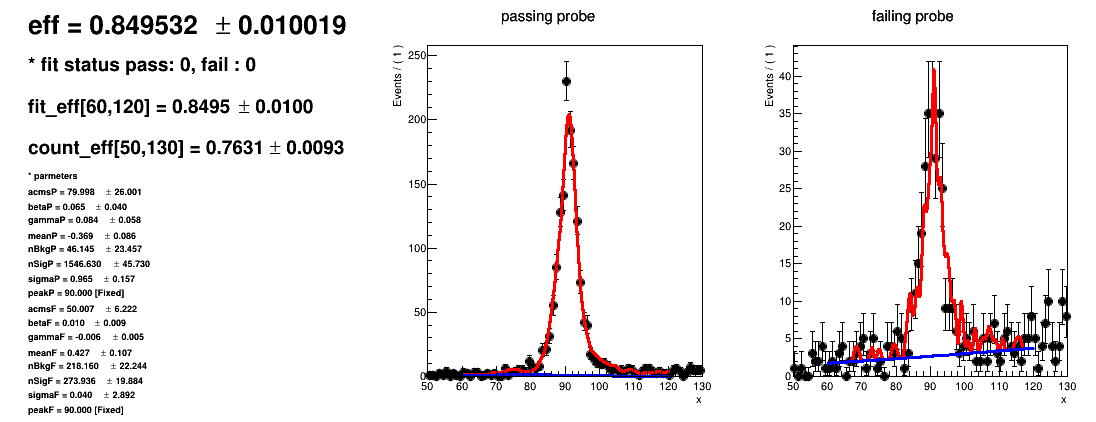 eff = 0.849532 ± 0.010019
* fit status pass: 0, fail : 0
fit_eff[60,120] = 0.8495 ± 0.0100
count_eff[50,130] = 0.7631 ± 0.0093
* parmeters
acmsP = 79.998 ± 26.001
betaP = 0.065 ± 0.040
gammaP = 0.084 ± 0.058
meanP = -0.369 ± 0.086
nBkgP = 46.145 ± 23.457
nSigP = 1546.630 ± 45.730
sigmaP = 0.965 ± 0.157
peakP = 90.000 [Fixed]
acmsF = 50.007 ± 6.222
betaF = 0.010 ± 0.009
gammaF = -0.006 ± 0.005
meanF = 0.427 ± 0.107
nBkgF = 218.160 ± 22.244
nSigF = 273.936 ± 19.884
sigmaF = 0.040 ± 2.892
peakF = 90.000 [Fixed]
passing probe
Events / ( 1 )
250
200
150
100
50
0
50 60 70 80 90 100 110 120 130
x
failing probe
Events / ( 1 )
40
35
30
25
20
15
10
5
0
50 60 70 80 90 100 110 120 130
x